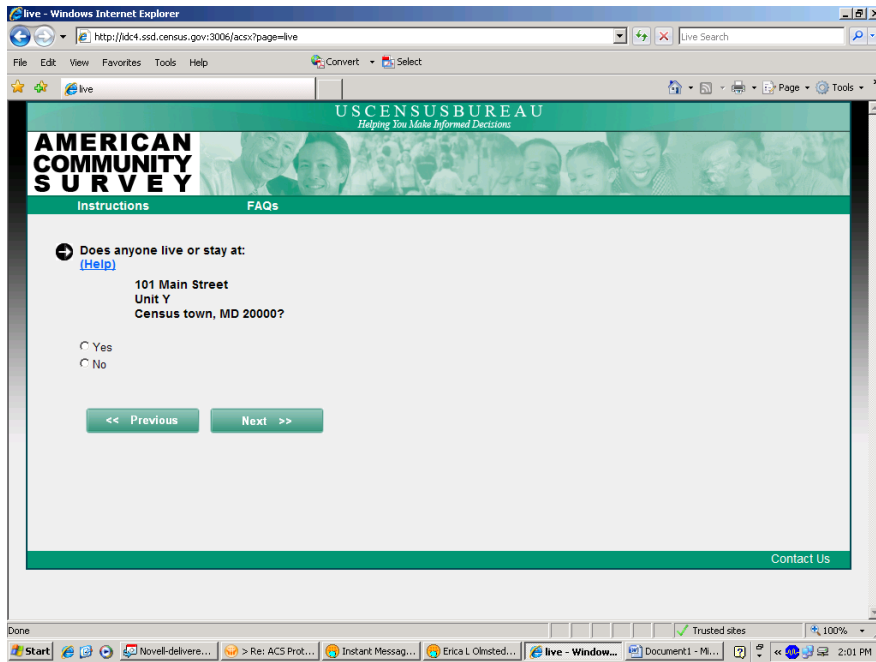 live - Windows Internet Explorer
http://idc4.ssd.census.gov:3006/acsx?page=live
Live Search
File Edit View Favorites Tools Help
Convert Select
live
Page Tools
USCENSUSBUREAU
Helping You Make Informed Decisions
AMERICAN
COMMUNITY
SURVEY
Instructions FAQs
Does anyone live or stay at:
(Help)
101 Main Street
Unit Y
Census town, MD 20000?
Yes
No
<< Previous Next >>
Contact Us
Done Trusted sites 100%
Start Novell-delivere... > Re: ACS Prot... Instant Messag... Erica L Olmsted... live - Window... Document1 - Mi... 2:01 PM